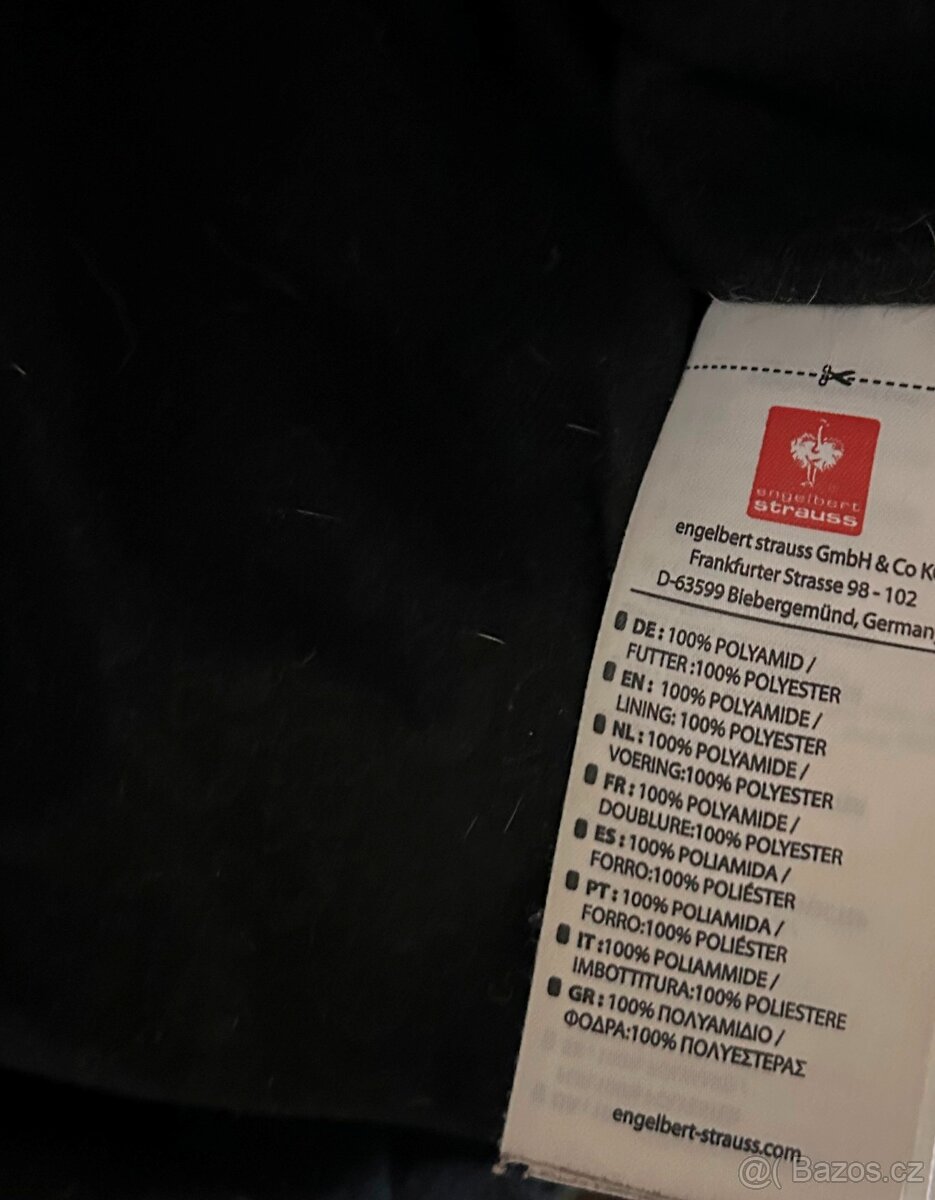 engelbert
strauss
engelbert strauss GmbH & Co K
Frankfurter Strasse 98 - 102
D-63599 Biebergemünd, German
DE: 100% POLYAMID /
FUTTER:100% POLYESTER
EN: 100% POLYAMIDE /
LINING: 100% POLYESTER
NL: 100% POLYAMIDE /
VOERING:100% POLYESTER
FR: 100% POLYAMIDE /
DOUBLURE:100% POLYESTER
ES: 100% POLIAMIDA /
FORRO:100% POLIÉSTER
PT: 100% POLIAMIDA /
FORRO:100% POLIÉSTER
IT:100% POLIAMMIDE /
IMBOTTITURA:100% POLIESTERE
GR: 100% ΠΟΛΥΑΜΙΔΙΟ /
ΦΟΔΡΑ:100% ΠΟΛΥΕΣΤΕΡΑΣ
engelbert-strauss.com
@( Bazos.cz